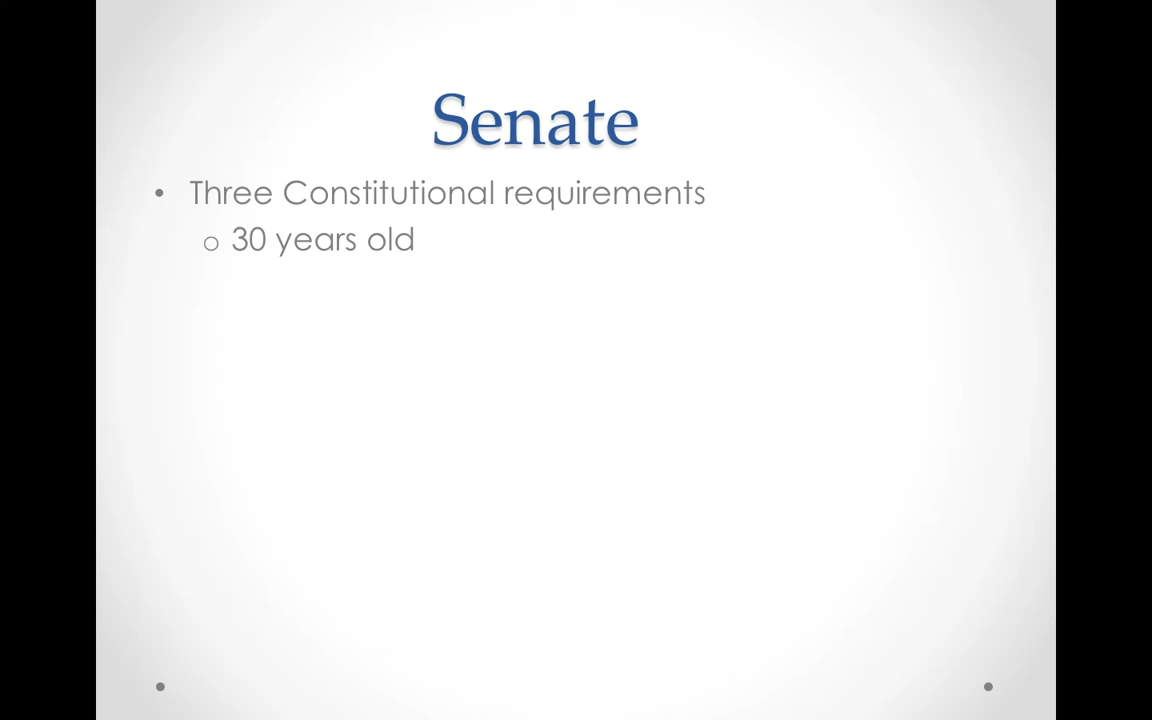 Senate
• Three Constitutional requirements
o 30 years old